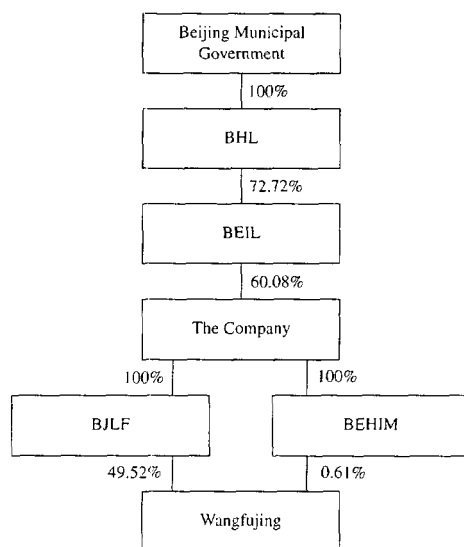 Beijing Municipal
Government
100%
BHL
72.72%
BEIL
60.08%
The Company
100% 100%
BJLF BEHIM
49.52% 0.61%
Wangfujing